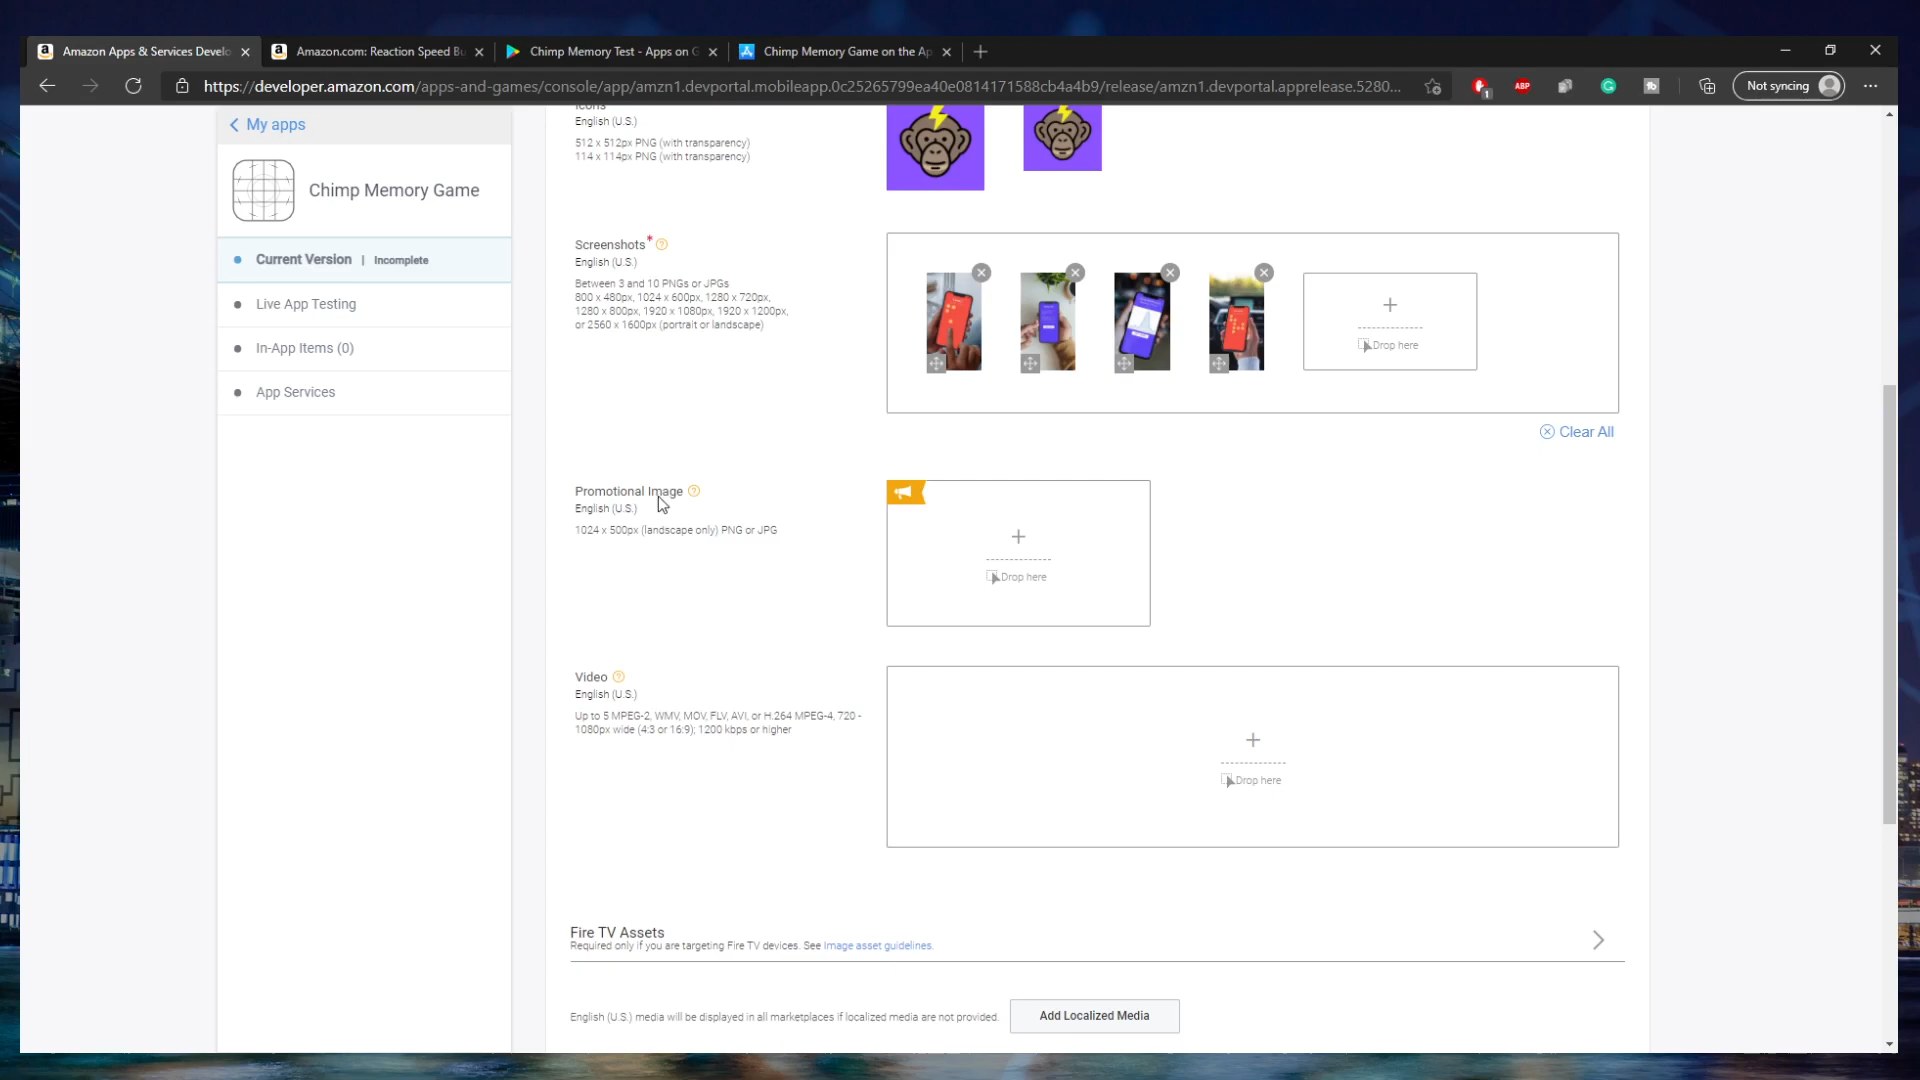 Amazon Apps & Services Develo
Amazon.com: Reaction Speed Bu
Chimp Memory Test - Apps on G
Chimp Memory Game on the Ap
https://developer.amazon.com/apps-and-games/console/app/amzn1.devportal.mobileapp.0c25265799ea40e0814171588cb4a4b9/release/amzn1.devportal.apprelease.5280...
1
ABP
Not syncing
My apps
Chimp Memory Game
Current Version | Incomplete
Live App Testing
In-App Items (0)
App Services
Icons
English (U.S.)
512 x 512px PNG (with transparency)
114 x 114px PNG (with transparency)
Screenshots*
English (U.S.)
Between 3 and 10 PNGs or JPGs
800 x 480px, 1024 x 600px, 1280 x 720px,
1280 x 800px, 1920 x 1080px, 1920 x 1200px,
or 2560 x 1600px (portrait or landscape)
Drop here
Clear All
Promotional Image
English (U.S.)
1024 x 500px (landscape only) PNG or JPG
Drop here
Video
English (U.S.)
Up to 5 MPEG-2, WMV, MOV, FLV, AVI, or H.264 MPEG-4, 720 -
1080px wide (4:3 or 16:9); 1200 kbps or higher
Drop here
Fire TV Assets
Required only if you are targeting Fire TV devices. See Image asset guidelines.
English (U.S.) media will be displayed in all marketplaces if localized media are not provided.
Add Localized Media